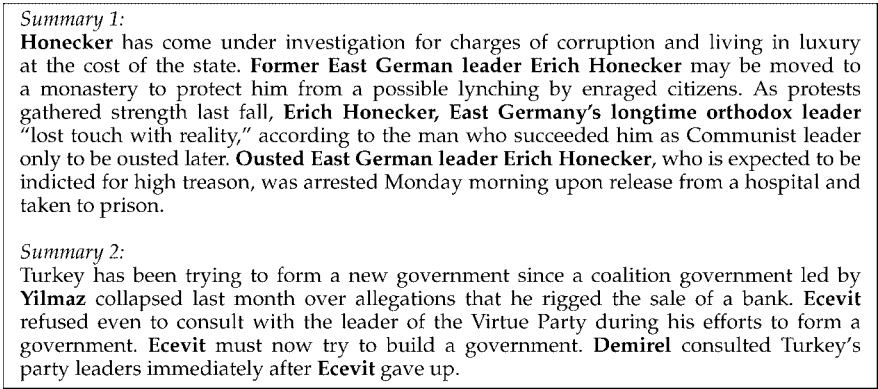 Summary 1:
Honecker has come under investigation for charges of corruption and living in luxury
at the cost of the state. Former East German leader Erich Honecker may be moved to
a monastery to protect him from a possible lynching by enraged citizens. As protests
gathered strength last fall, Erich Honecker, East Germany's longtime orthodox leader
"lost touch with reality," according to the man who succeeded him as Communist leader
only to be ousted later. Ousted East German leader Erich Honecker, who is expected to be
indicted for high treason, was arrested Monday morning upon release from a hospital and
taken to prison.
Summary 2:
Turkey has been trying to form a new government since a coalition government led by
Yilmaz collapsed last month over allegations that he rigged the sale of a bank. Ecevit
refused even to consult with the leader of the Virtue Party during his efforts to form a
government. Ecevit must now try to build a government. Demirel consulted Turkey's
party leaders immediately after Ecevit gave up.